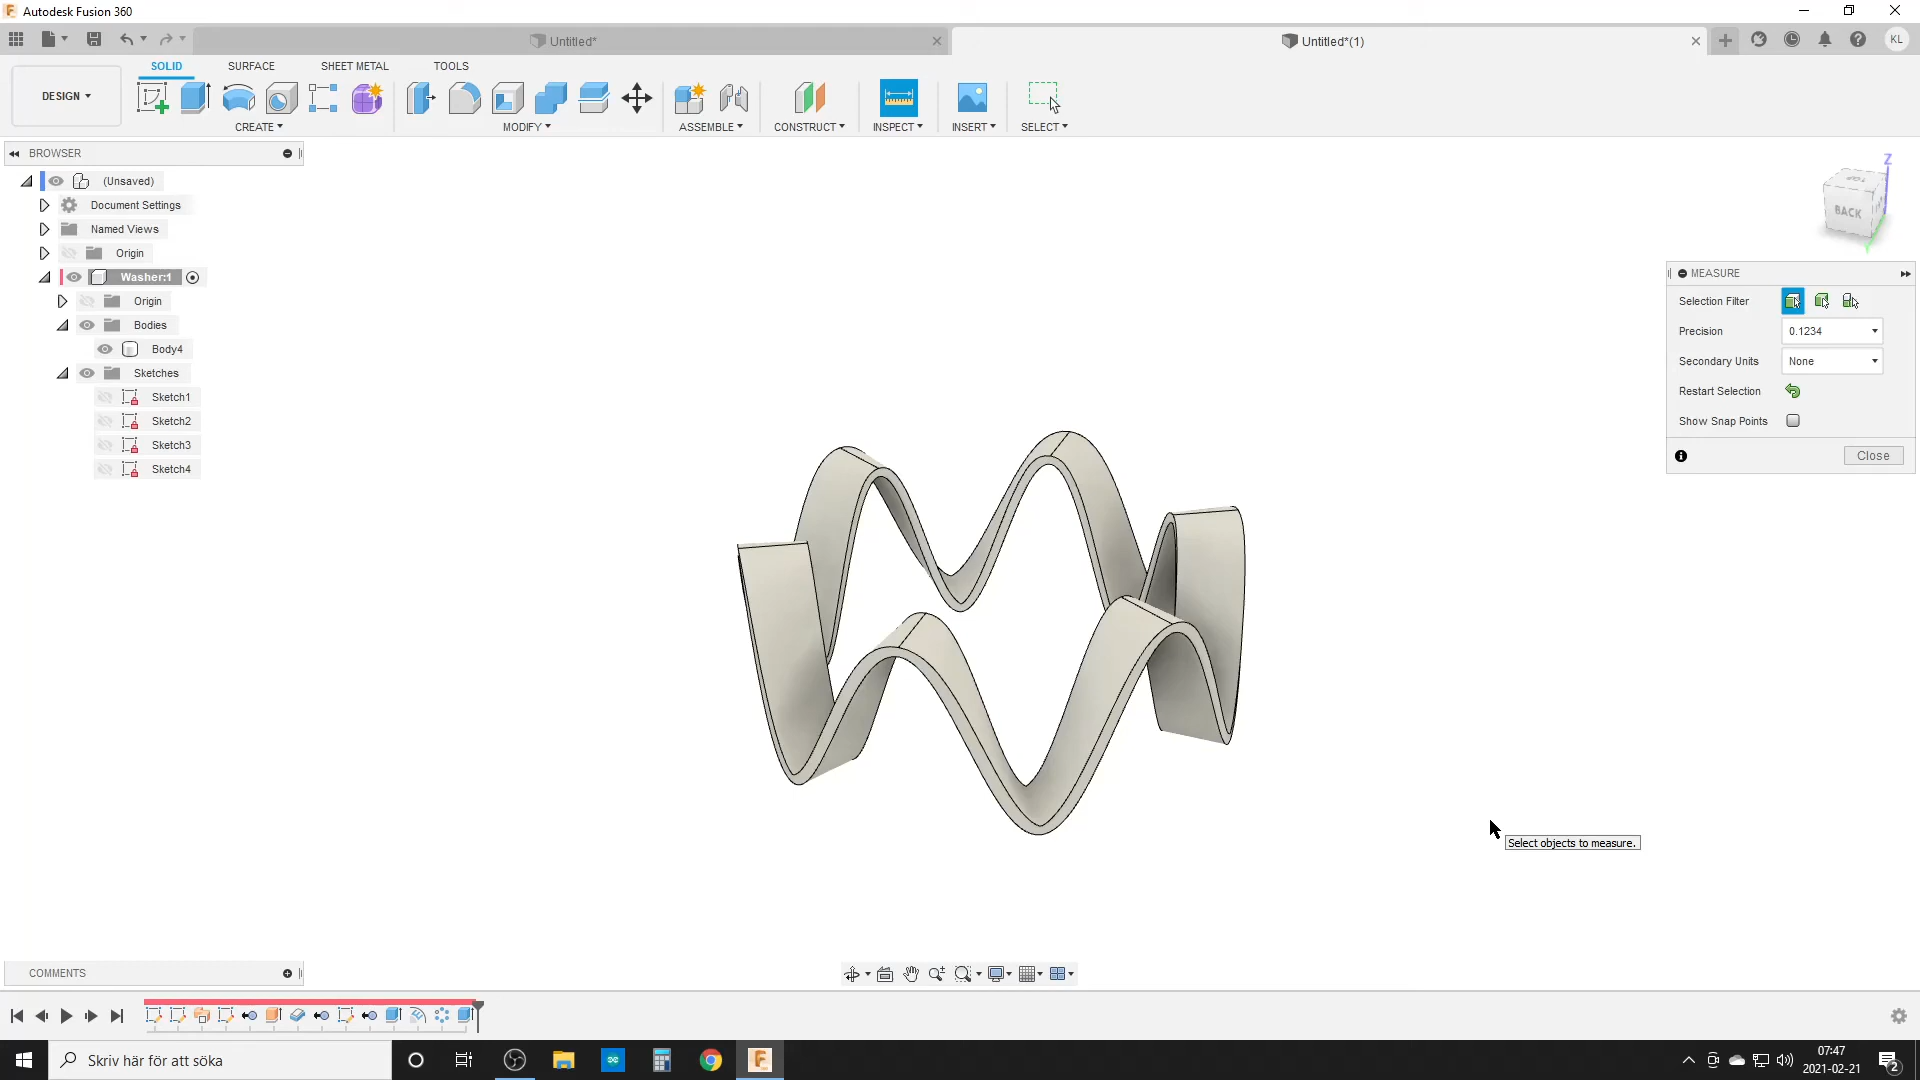 Autodesk Fusion 360
Untitled*
Untitled*(1)
KL
SOLID
SURFACE
SHEET METAL
TOOLS
DESIGN
CREATE
MODIFY
ASSEMBLE
CONSTRUCT
INSPECT
INSERT
SELECT
BROWSER
(Unsaved)
Document Settings
Named Views
Origin
Washer:1
Origin
Bodies
Body4
Sketches
Sketch1
Sketch2
Sketch3
Sketch4
Z
TOP
BACK
MEASURE
Selection Filter
Precision 0.1234
Secondary Units None
Restart Selection
Show Snap Points
Close
Select objects to measure.
COMMENTS
Skriv här för att söka
07:47
2021-02-21
2